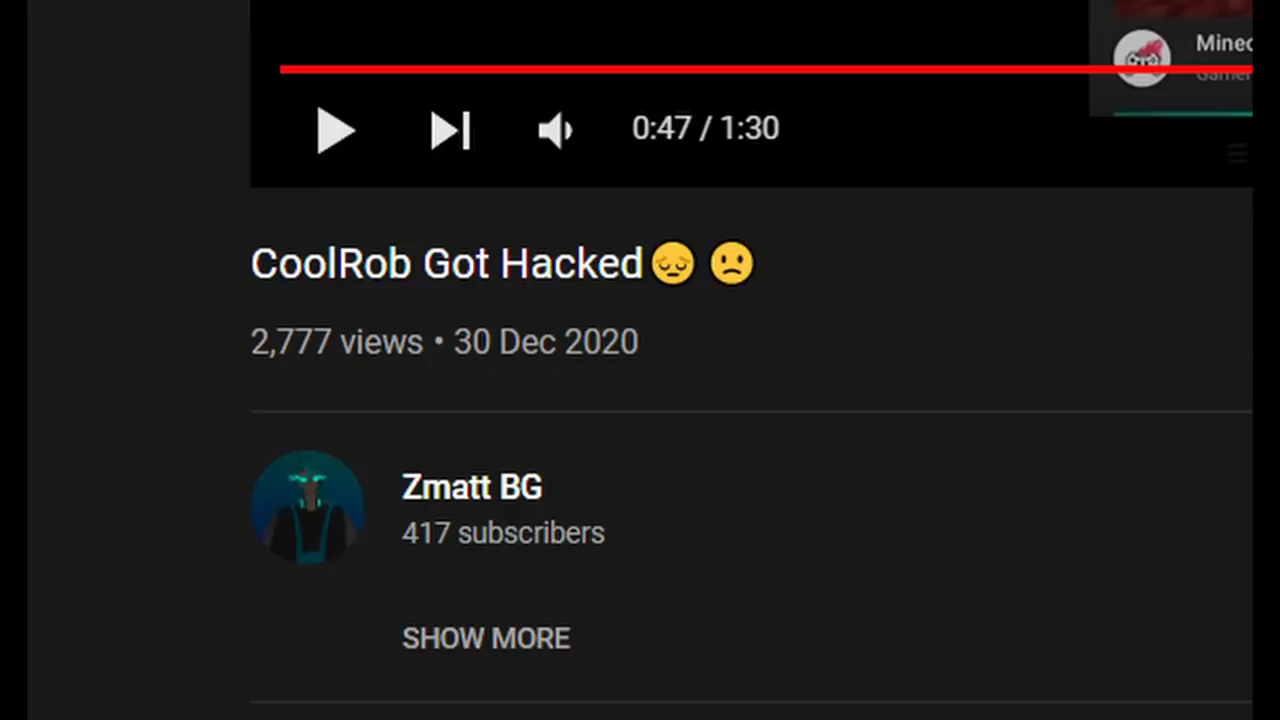 Minec
Gamer
0:47 / 1:30
CoolRob Got Hacked😔 🙁
2,777 views • 30 Dec 2020
Zmatt BG
417 subscribers
SHOW MORE